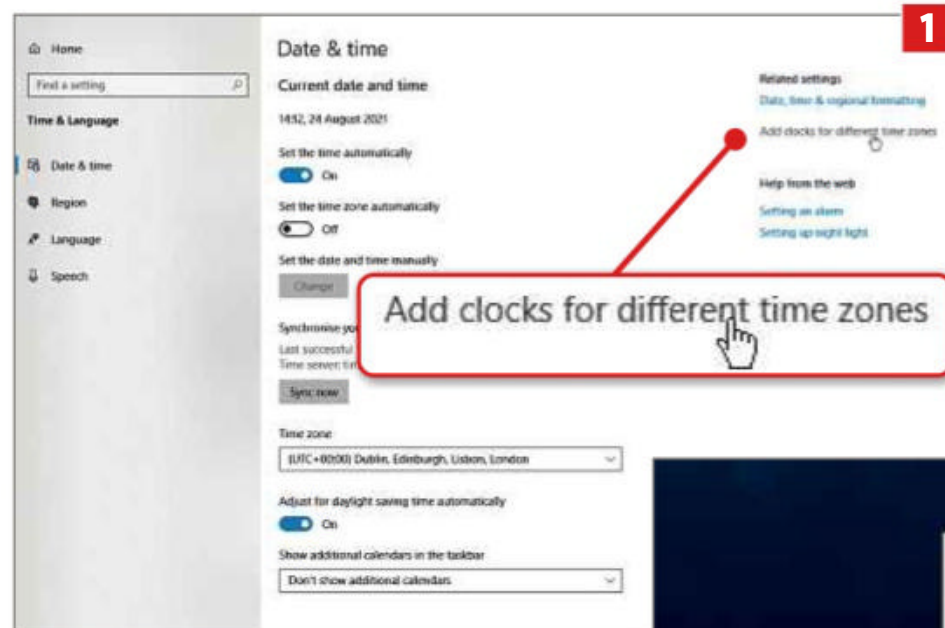 1
Home
Find a setting
Time & Language
Date & time
Region
Language
Speech
Date & time
Current date and time
14:52, 24 August 2021
Set the time automatically
On
Set the time zone automatically
Off
Set the date and time manually
Change
Synchronise
Last successful
Time server:
Sync now
Time zone
(UTC+00:00) Dublin, Edinburgh, Lisbon, London
Adjust for daylight saving time automatically
On
Show additional calendars in the taskbar
Don't show additional calendars
Related settings
Date, time & regional formatting
Add clocks for different time zones
Help from the web
Setting an alarm
Setting up night light
Add clocks for different time zones